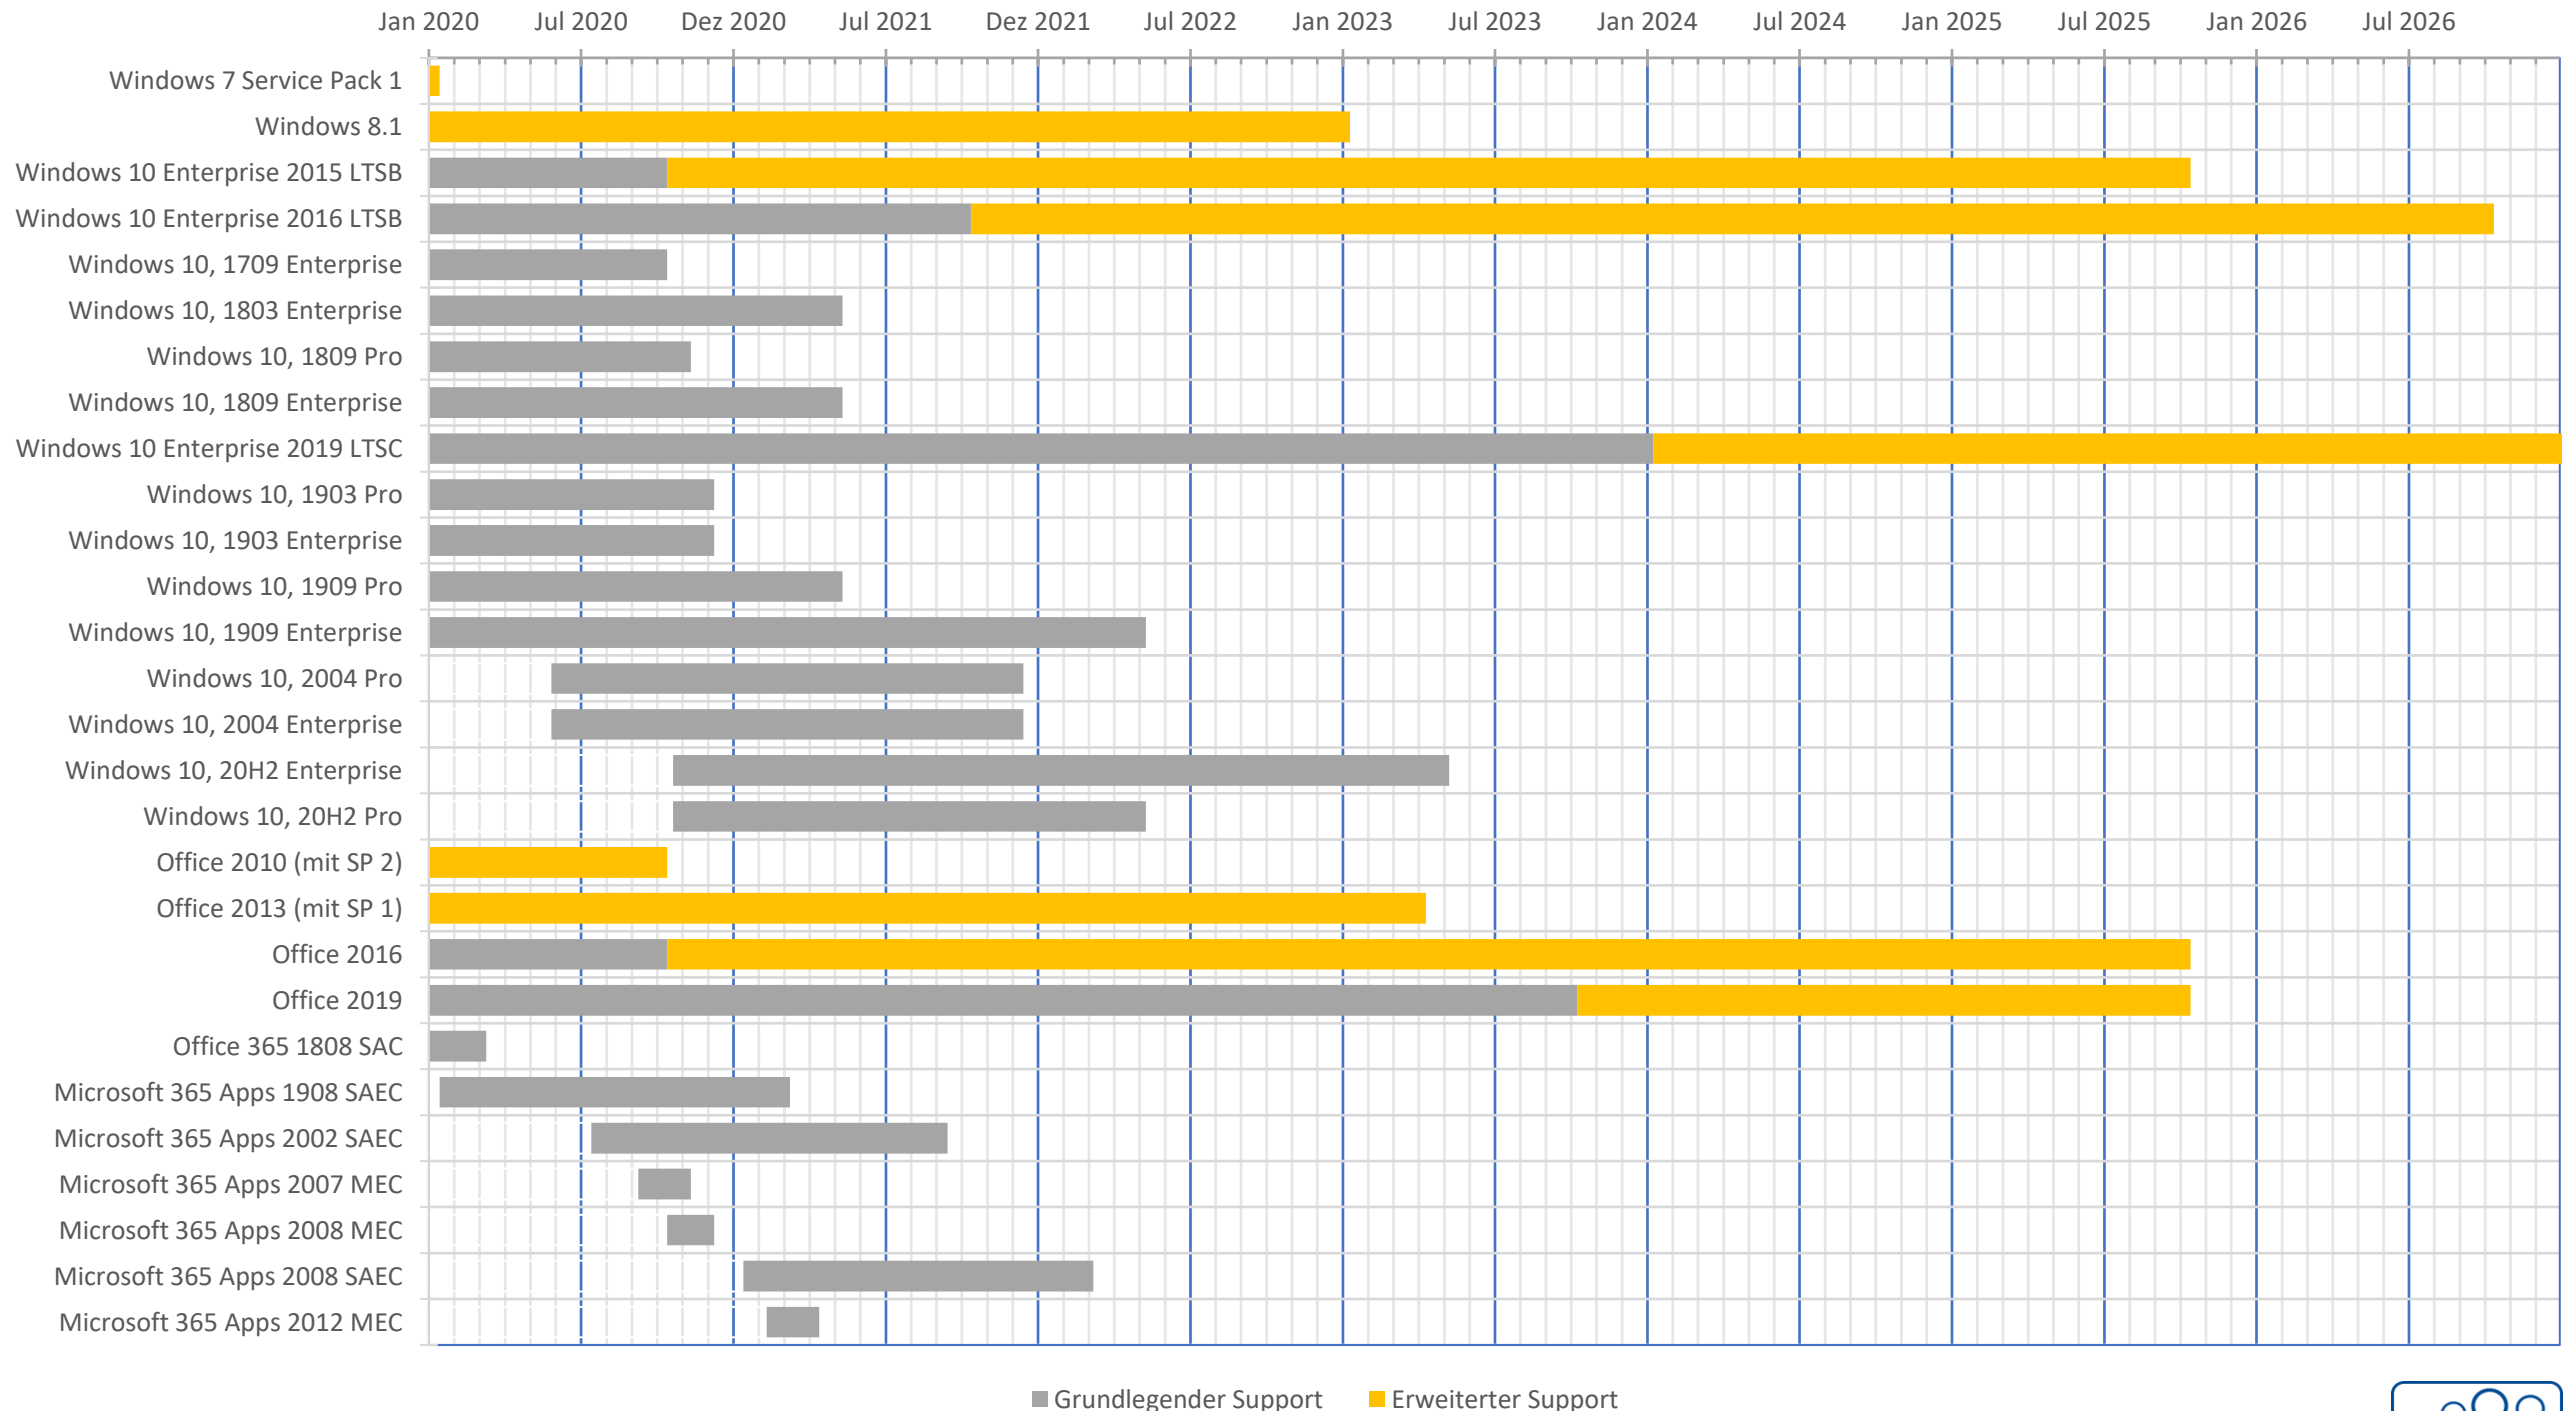 Jan 2020 Jul 2020 Dez 2020 Jul 2021 Dez 2021 Jul 2022 Jan 2023 Jul 2023 Jan 2024 Jul 2024 Jan 2025 Jul 2025 Jan 2026 Jul 2026
Windows 7 Service Pack 1
Windows 8.1
Windows 10 Enterprise 2015 LTSB
Windows 10 Enterprise 2016 LTSB
Windows 10, 1709 Enterprise
Windows 10, 1803 Enterprise
Windows 10, 1809 Pro
Windows 10, 1809 Enterprise
Windows 10 Enterprise 2019 LTSC
Windows 10, 1903 Pro
Windows 10, 1903 Enterprise
Windows 10, 1909 Pro
Windows 10, 1909 Enterprise
Windows 10, 2004 Pro
Windows 10, 2004 Enterprise
Windows 10, 20H2 Enterprise
Windows 10, 20H2 Pro
Office 2010 (mit SP 2)
Office 2013 (mit SP 1)
Office 2016
Office 2019
Office 365 1808 SAC
Microsoft 365 Apps 1908 SAEC
Microsoft 365 Apps 2002 SAEC
Microsoft 365 Apps 2007 MEC
Microsoft 365 Apps 2008 MEC
Microsoft 365 Apps 2008 SAEC
Microsoft 365 Apps 2012 MEC
Grundlegender Support Erweiterter Support